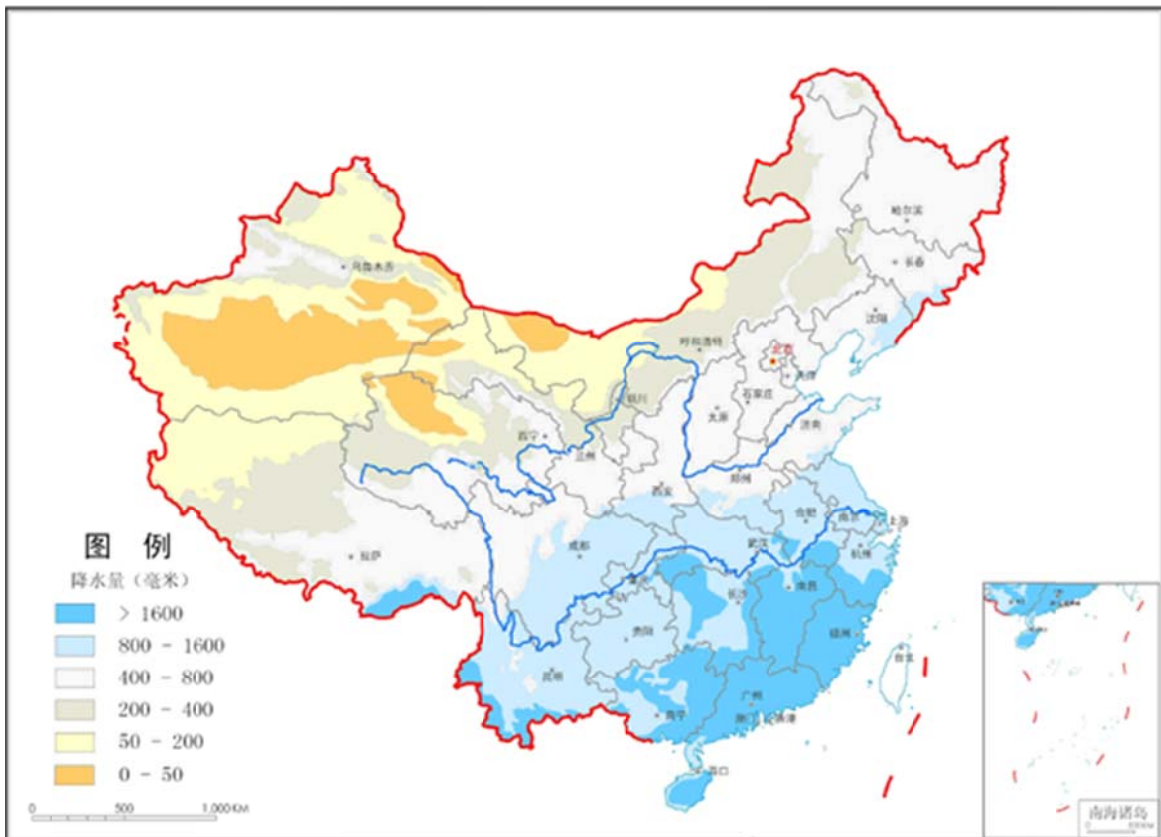 哈尔滨
长春
乌鲁木齐
沈阳
呼和浩特
北京
天津
银川
石家庄
太原
济南
西宁
兰州
郑州
西安
合肥
南京
上海
成都
武汉
杭州
拉萨
南昌
长沙
贵阳
福州
台北
昆明
广州
南宁
澳门
香港
海口
图 例
降水量（毫米）
> 1600
800 - 1600
400 - 800
200 - 400
50 - 200
0 - 50
0 500 1,000 KM
南海诸岛